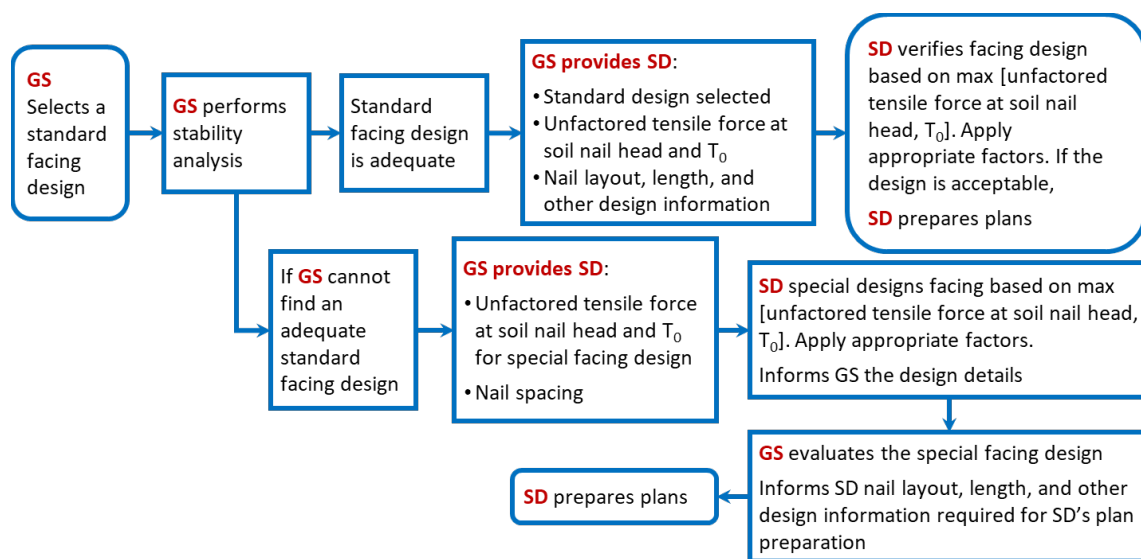 GS
Selects a
standard
facing
design
GS performs
stability
analysis
Standard
facing design
is adequate
GS provides SD:
• Standard design selected
• Unfactored tensile force at
soil nail head and T₀
• Nail layout, length, and
other design information
SD verifies facing design
based on max [unfactored
tensile force at soil nail
head, T₀]. Apply
appropriate factors. If the
design is acceptable,
SD prepares plans
If GS cannot
find an
adequate
standard
facing design
GS provides SD:
• Unfactored tensile force
at soil nail head and T₀
for special facing design
• Nail spacing
SD special designs facing based on max
[unfactored tensile force at soil nail head,
T₀]. Apply appropriate factors.
Informs GS the design details
GS evaluates the special facing design
Informs SD nail layout, length, and other
design information required for SD’s plan
preparation
SD prepares plans